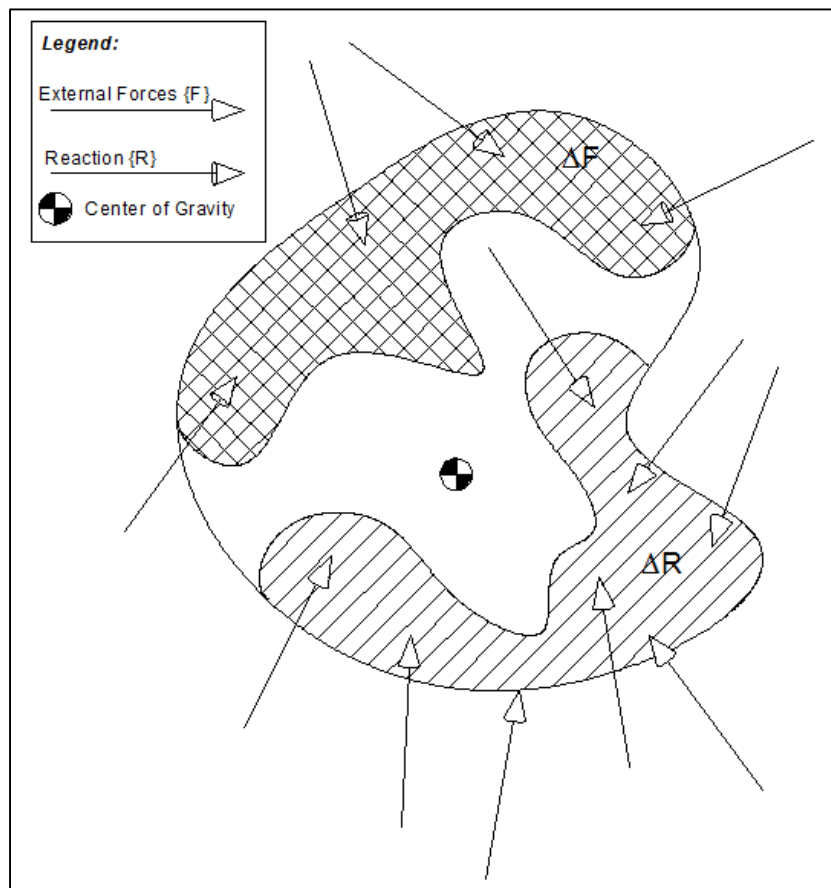 Legend:
External Forces {F}
Reaction {R}
Center of Gravity
ΔF
ΔR